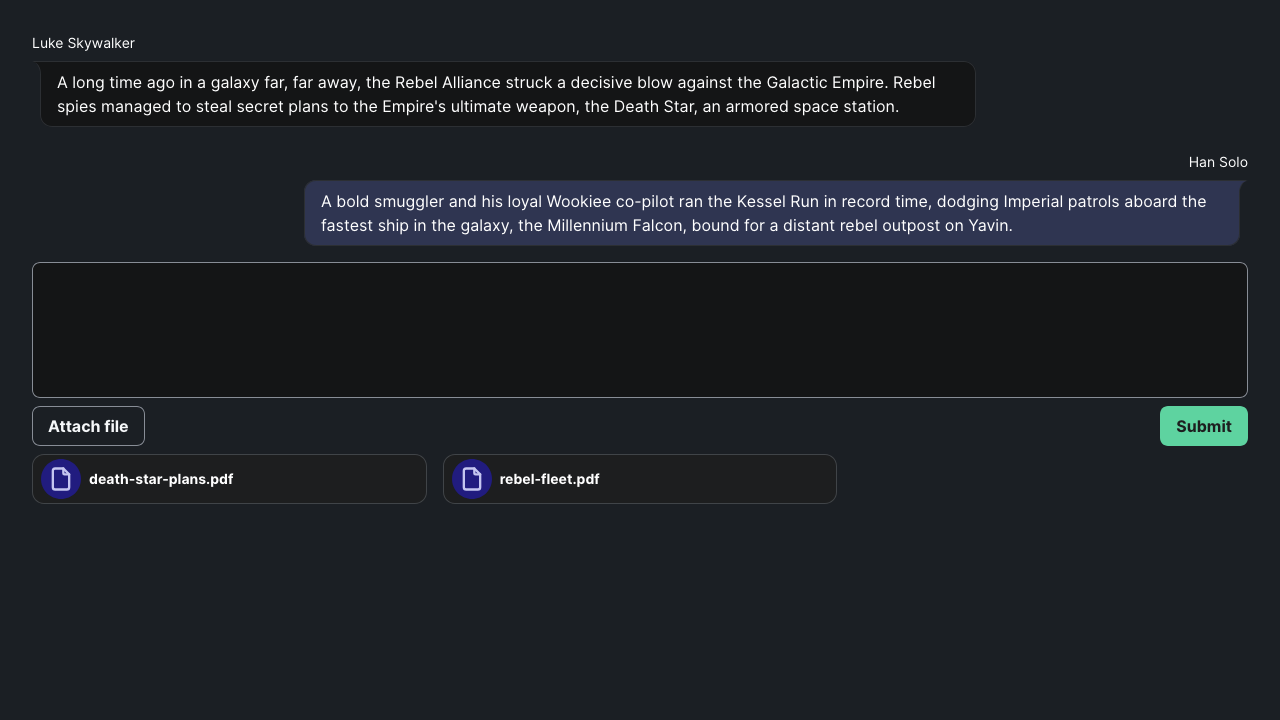 Luke Skywalker
A long time ago in a galaxy far, far away, the Rebel Alliance struck a decisive blow against the Galactic Empire. Rebel
spies managed to steal secret plans to the Empire's ultimate weapon, the Death Star, an armored space station.
Han Solo
A bold smuggler and his loyal Wookiee co-pilot ran the Kessel Run in record time, dodging Imperial patrols aboard the
fastest ship in the galaxy, the Millennium Falcon, bound for a distant rebel outpost on Yavin.
Attach file
Submit
death-star-plans.pdf
rebel-fleet.pdf